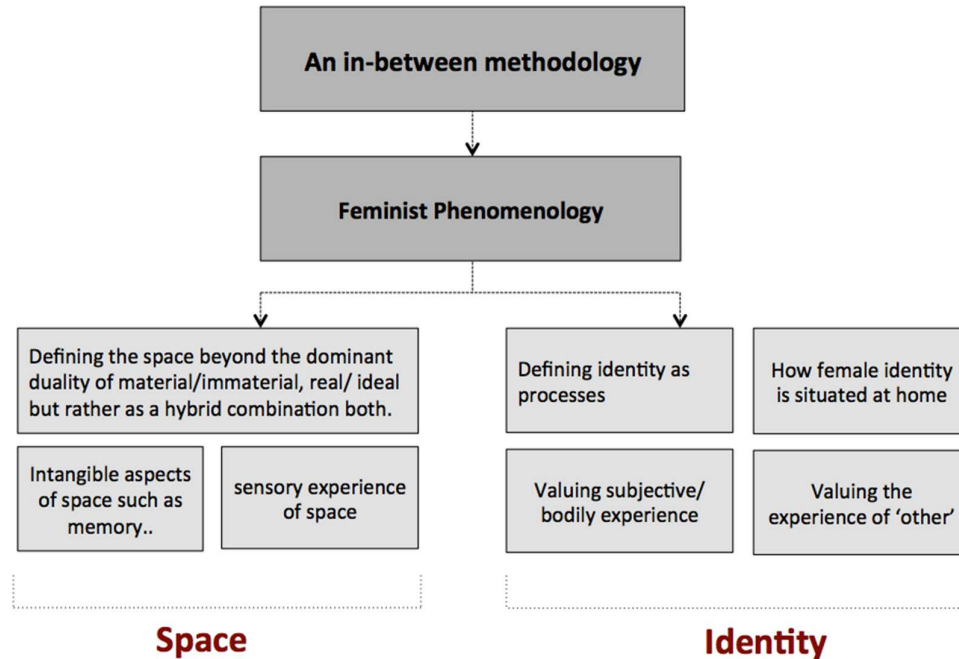 An in-between methodology
Feminist Phenomenology
Defining the space beyond the dominant
duality of material/immaterial, real/ ideal
but rather as a hybrid combination both.
Intangible aspects
of space such as
memory..
sensory experience
of space
Space
Defining identity as
processes
How female identity
is situated at home
Valuing subjective/
bodily experience
Valuing the
experience of ‘other’
Identity